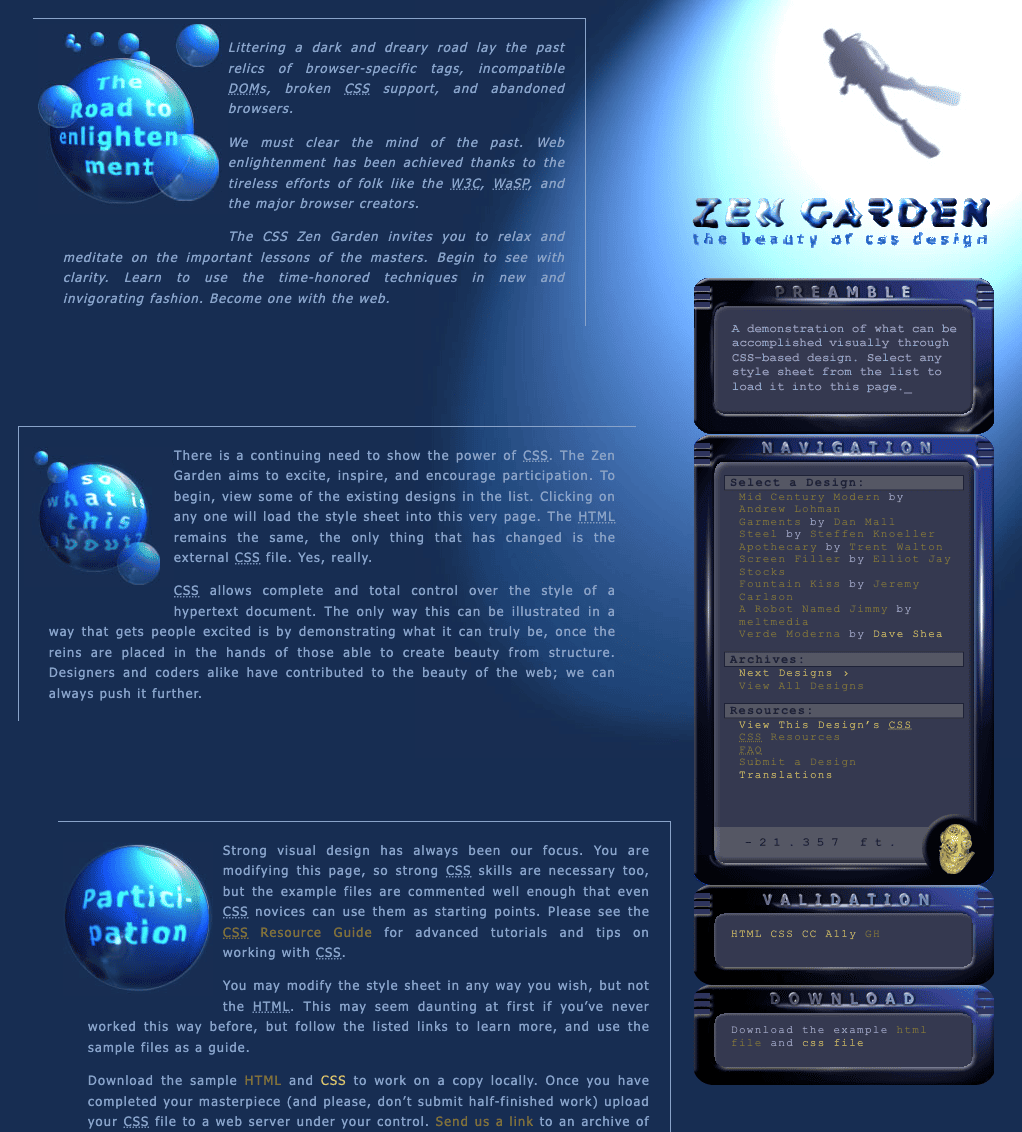 The
Road to
enlighten-
ment
Littering a dark and dreary road lay the past
relics of browser-specific tags, incompatible
DOMs, broken CSS support, and abandoned
browsers.
We must clear the mind of the past. Web
enlightenment has been achieved thanks to the
tireless efforts of folk like the W3C, WaSP, and
the major browser creators.
The CSS Zen Garden invites you to relax and
meditate on the important lessons of the masters. Begin to see with
clarity. Learn to use the time-honored techniques in new and
invigorating fashion. Become one with the web.
so
what is
this
about?
There is a continuing need to show the power of CSS. The Zen
Garden aims to excite, inspire, and encourage participation. To
begin, view some of the existing designs in the list. Clicking on
any one will load the style sheet into this very page. The HTML
remains the same, the only thing that has changed is the
external CSS file. Yes, really.
CSS allows complete and total control over the style of a
hypertext document. The only way this can be illustrated in a
way that gets people excited is by demonstrating what it can truly be, once the
reins are placed in the hands of those able to create beauty from structure.
Designers and coders alike have contributed to the beauty of the web; we can
always push it further.
Partici-
pation
Strong visual design has always been our focus. You are
modifying this page, so strong CSS skills are necessary too,
but the example files are commented well enough that even
CSS novices can use them as starting points. Please see the
CSS Resource Guide for advanced tutorials and tips on
working with CSS.
You may modify the style sheet in any way you wish, but not
the HTML. This may seem daunting at first if you’ve never
worked this way before, but follow the listed links to learn more, and use the
sample files as a guide.
Download the sample HTML and CSS to work on a copy locally. Once you have
completed your masterpiece (and please, don’t submit half-finished work) upload
your CSS file to a web server under your control. Send us a link to an archive of
ZEN GARDEN
the beauty of css design
PREAMBLE
A demonstration of what can be
accomplished visually through
CSS-based design. Select any
style sheet from the list to
load it into this page._
NAVIGATION
Select a Design:
Mid Century Modern by
Andrew Lohman
Garments by Dan Mall
Steel by Steffen Knoeller
Apothecary by Trent Walton
Screen Filler by Elliot Jay
Stocks
Fountain Kiss by Jeremy
Carlson
A Robot Named Jimmy by
meltmedia
Verde Moderna by Dave Shea
Archives:
Next Designs ›
View All Designs
Resources:
View This Design’s CSS
CSS Resources
FAQ
Submit a Design
Translations
-21.357 ft.
VALIDATION
HTML CSS CC A11y GH
DOWNLOAD
Download the example html
file and css file